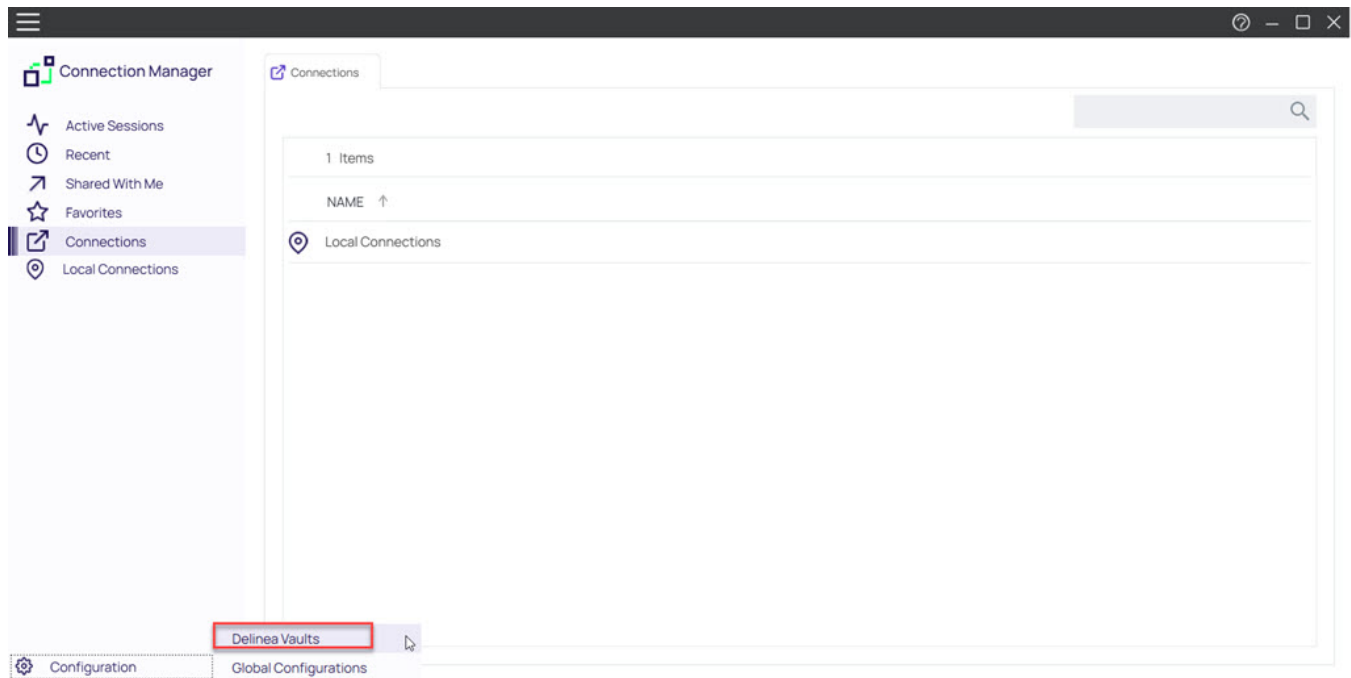 Connection Manager
Active Sessions
Recent
Shared With Me
Favorites
Connections
Local Connections
Configuration
Connections
1 Items
NAME
Local Connections
Delinea Vaults
Global Configurations